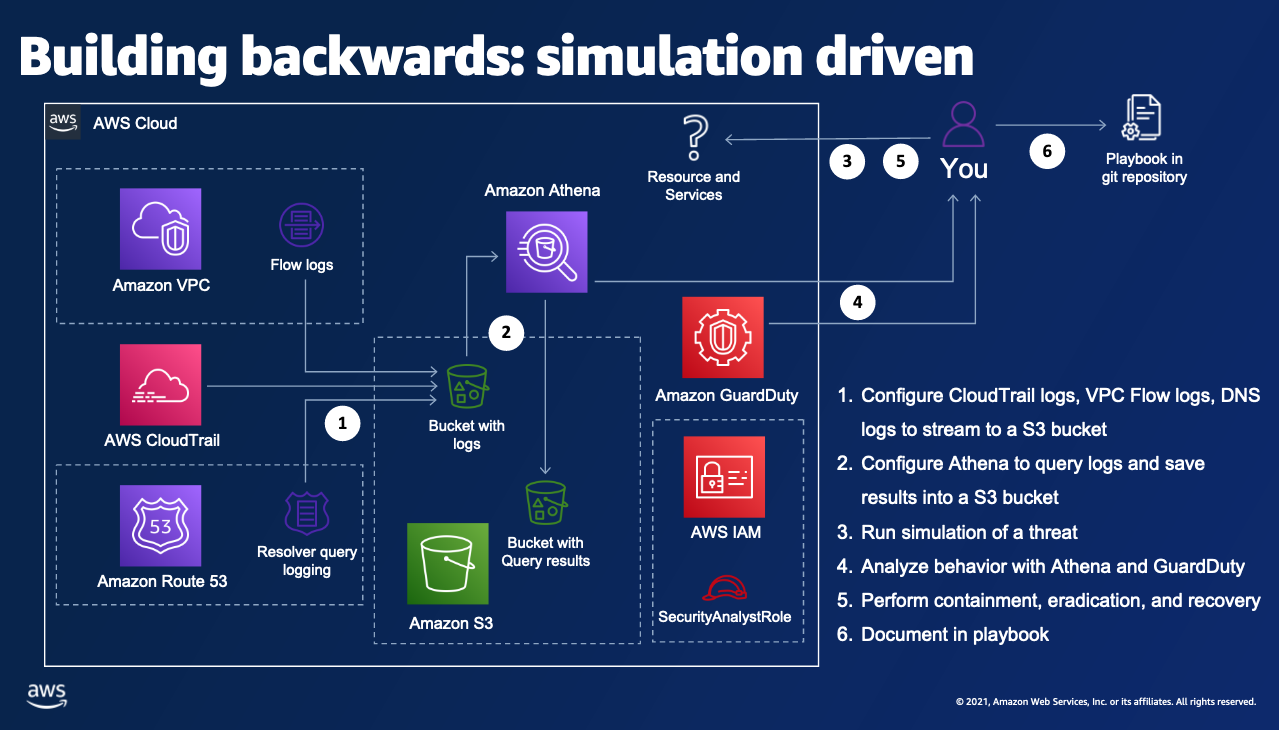 Building backwards: simulation driven
aws
AWS Cloud
Amazon VPC
Flow logs
AWS CloudTrail
53
Amazon Route 53
Resolver query
logging
1
Amazon Athena
2
Bucket with
logs
Bucket with
Query results
Amazon S3
Resource and
Services
3
5
You
6
Playbook in
git repository
4
Amazon GuardDuty
AWS IAM
SecurityAnalystRole
1. Configure CloudTrail logs, VPC Flow logs, DNS
logs to stream to a S3 bucket
2. Configure Athena to query logs and save
results into a S3 bucket
3. Run simulation of a threat
4. Analyze behavior with Athena and GuardDuty
5. Perform containment, eradication, and recovery
6. Document in playbook
aws
© 2021, Amazon Web Services, Inc. or its affiliates. All rights reserved.